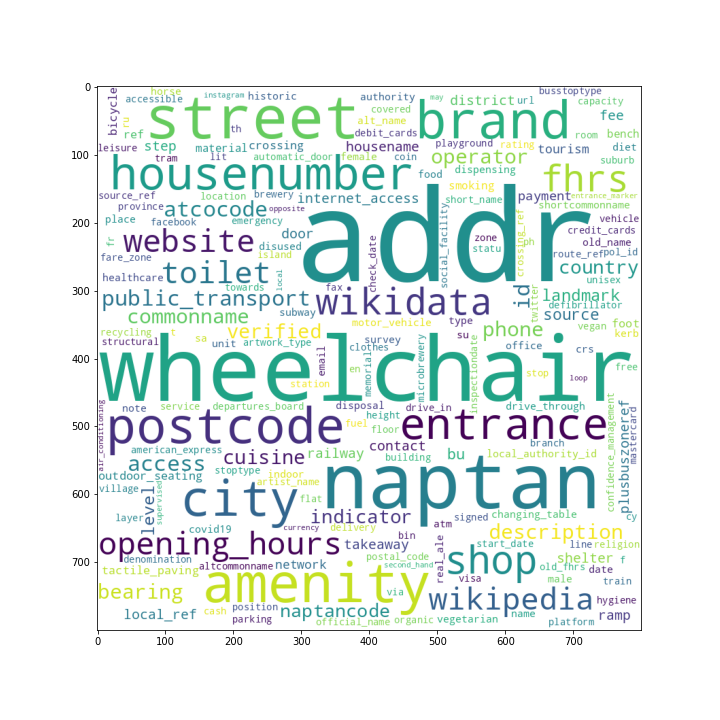 0
100
200
300
400
500
600
700
0 100 200 300 400 500 600 700
horse instagram historic authority may busstoptype
accessible covered district url capacity
bicycle street brand fee
ru ref th alt_name debit_cards room bench
leisure step material crossing housename playground rating tourism diet
tram lit automatic_door female coin operator suburb
housenumber food dispensing fhrs
source_ref location brewery internet_access smoking short_name payment entrance_marker
province atcocode opposite addr shortcommonname
place facebook emergency door social_facility crossing_ref vehicle
credit_cards
fr website disused zone ph old_name
island check_date statu route_ref pol_id
fare_zone toilet country
healthcare towards local fax id unisex
public_transport wikidata twitter landmark defibrillator
commonname subway source
recycling t verified motor_vehicle type phone vegan foot
structural sa unit artwork_type survey su office crs kerb
email clothes en memorial microbrewery inspectiondate stop free
wheelchair station loop
air_conditioning note service departures_board disposal drive_in drive_through
postcode height entrance branch plusbuszoneref mastercard
fuel floor
american_express cuisine railway contact bu local_authority_id
outdoor_seating access stoptype building confidence_management
village bg indoor artist_name naptan
level supervised city flat
layer covid19 indicator signed changing_table cy
currency delivery bin atm description line religion
opening_hours takeaway start_date
denomination postal_code real_ale shelter f
tactile_paving altcommonname network second_hand shop old_fhrs date
bearing amenity via visa male train
cash position wikipedia hygiene
local_ref parking naptancode name ramp
official_name organic vegetarian platform